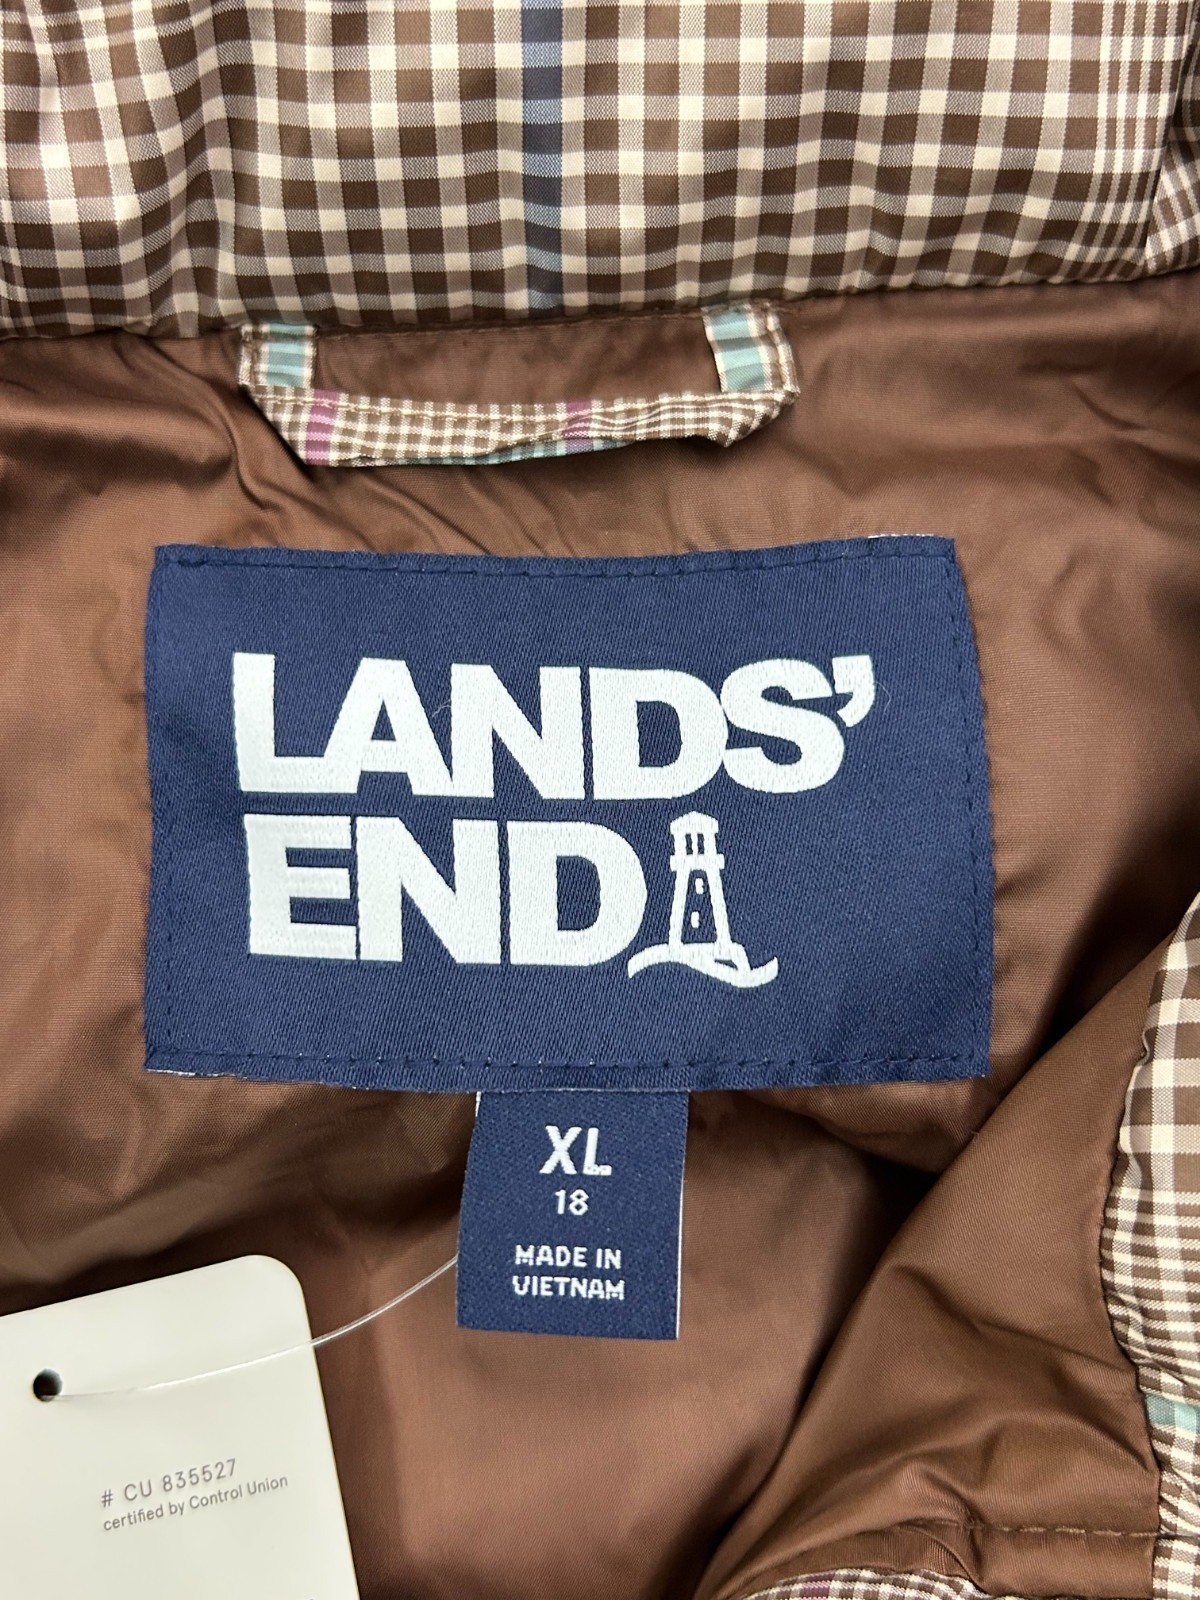 LANDS'
END
XL
18
MADE IN
VIETNAM
# CU 835527
certified by Control Union